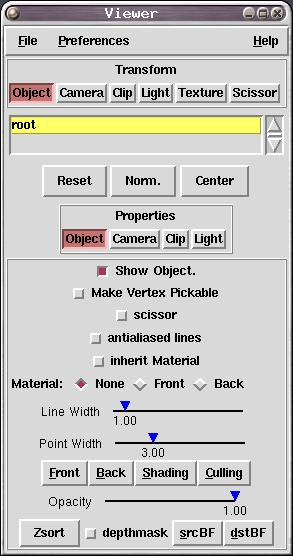 Viewer
File Preferences Help
Transform
Object Camera Clip Light Texture Scissor
root
Reset Norm. Center
Properties
Object Camera Clip Light
Show Object.
Make Vertex Pickable
scissor
antialiased lines
inherit Material
Material: None Front Back
Line Width
1.00
Point Width
3.00
Front Back Shading Culling
Opacity
1.00
Zsort depthmask srcBF dstBF